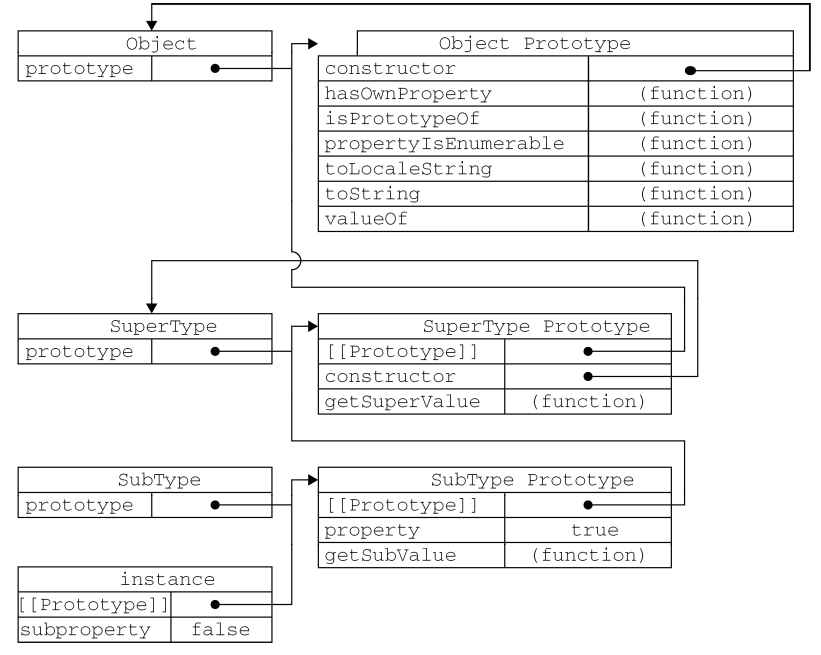 Object
prototype
Object Prototype
constructor
hasOwnProperty (function)
isPrototypeOf (function)
propertyIsEnumerable (function)
toLocaleString (function)
toString (function)
valueOf (function)
SuperType
prototype
SuperType Prototype
[[Prototype]]
constructor
getSuperValue (function)
SubType
prototype
SubType Prototype
[[Prototype]]
property true
getSubValue (function)
instance
[[Prototype]]
subproperty false